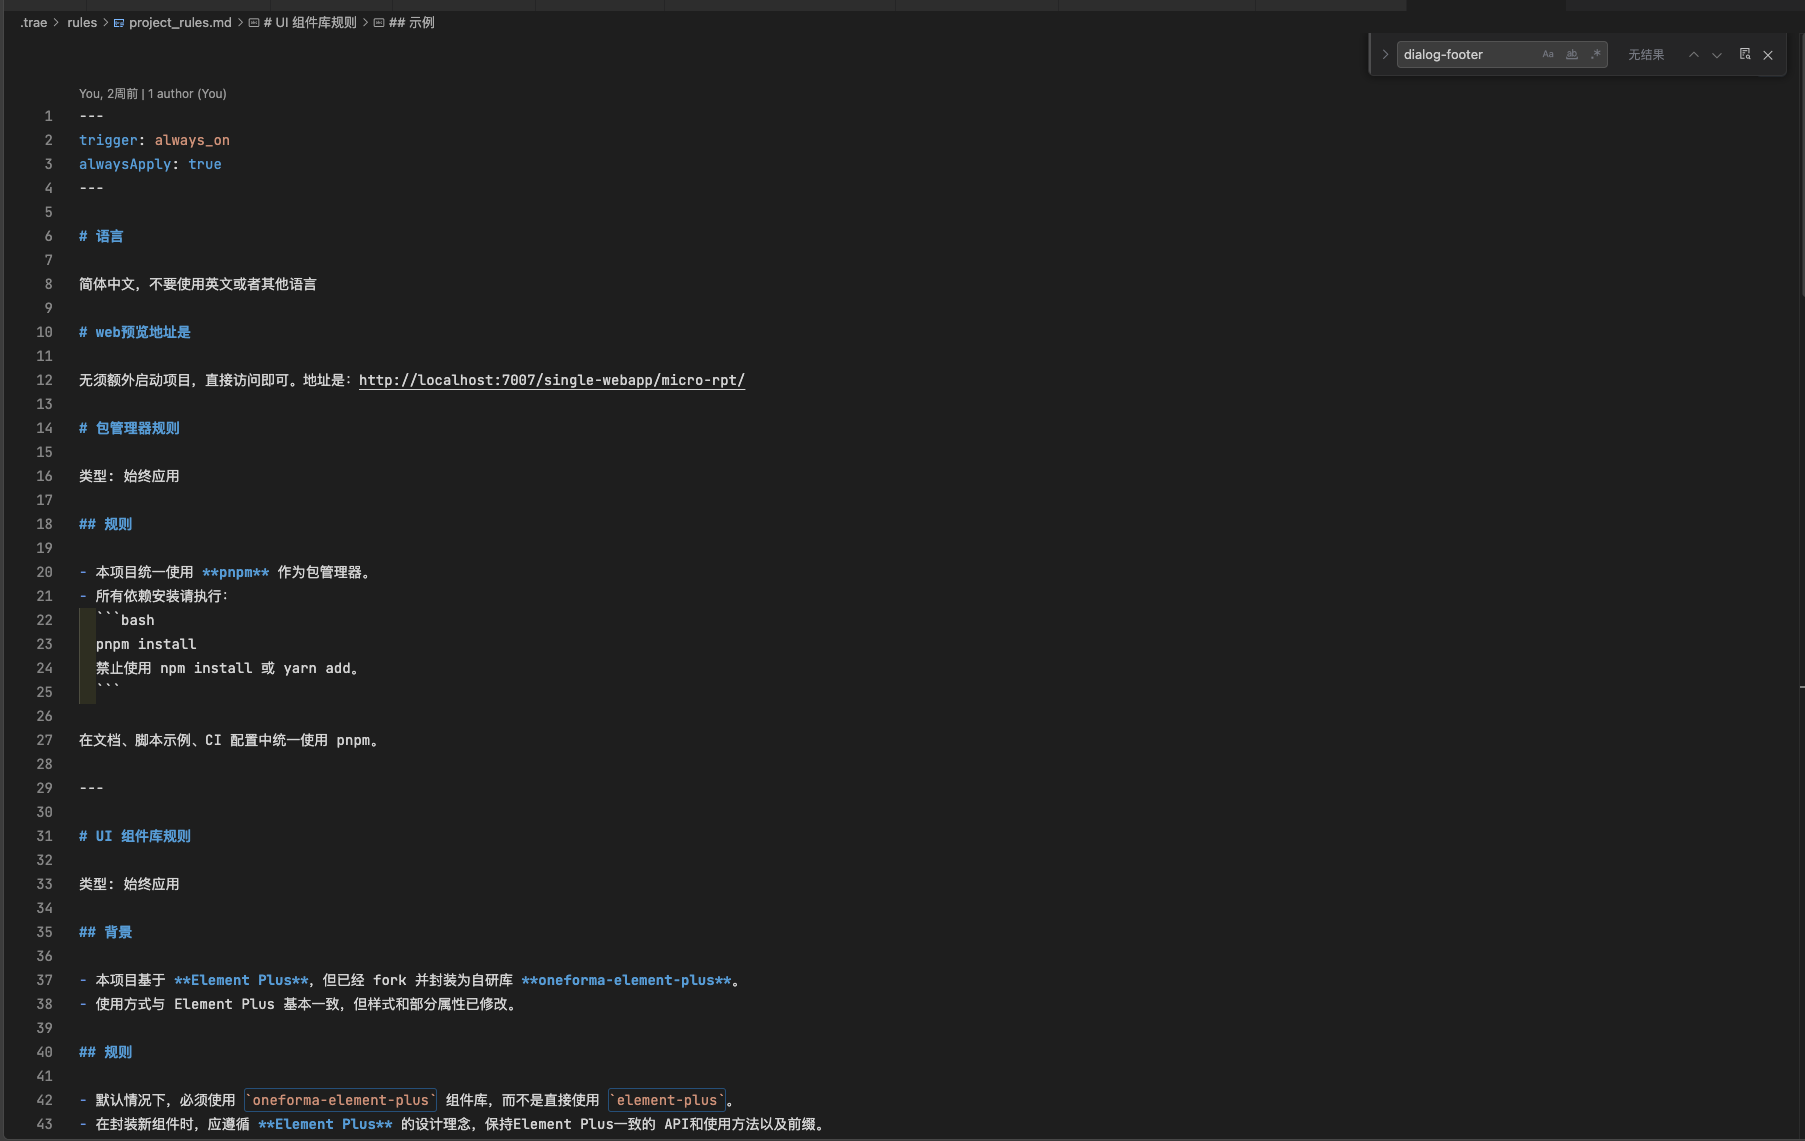 .trae > rules > project_rules.md > # UI 组件库规则 > ## 示例
dialog-footer Aa ab .* 无结果
You, 2周前 | 1 author (You)
1 ---
2 trigger: always_on
3 alwaysApply: true
4 ---
5
6 # 语言
7
8 简体中文，不要使用英文或者其他语言
9
10 # web预览地址是
11
12 无须额外启动项目，直接访问即可。地址是：http://localhost:7007/single-webapp/micro-rpt/
13
14 # 包管理器规则
15
16 类型: 始终应用
17
18 ## 规则
19
20 - 本项目统一使用 **pnpm** 作为包管理器。
21 - 所有依赖安装请执行：
22 ```bash
23 pnpm install
24 禁止使用 npm install 或 yarn add。
25 ```
26
27 在文档、脚本示例、CI 配置中统一使用 pnpm。
28
29 ---
30
31 # UI 组件库规则
32
33 类型: 始终应用
34
35 ## 背景
36
37 - 本项目基于 **Element Plus**，但已经 fork 并封装为自研库 **oneforma-element-plus**。
38 - 使用方式与 Element Plus 基本一致，但样式和部分属性已修改。
39
40 ## 规则
41
42 - 默认情况下，必须使用 `oneforma-element-plus` 组件库，而不是直接使用 `element-plus`。
43 - 在封装新组件时，应遵循 **Element Plus** 的设计理念，保持Element Plus一致的 API和使用方法以及前缀。